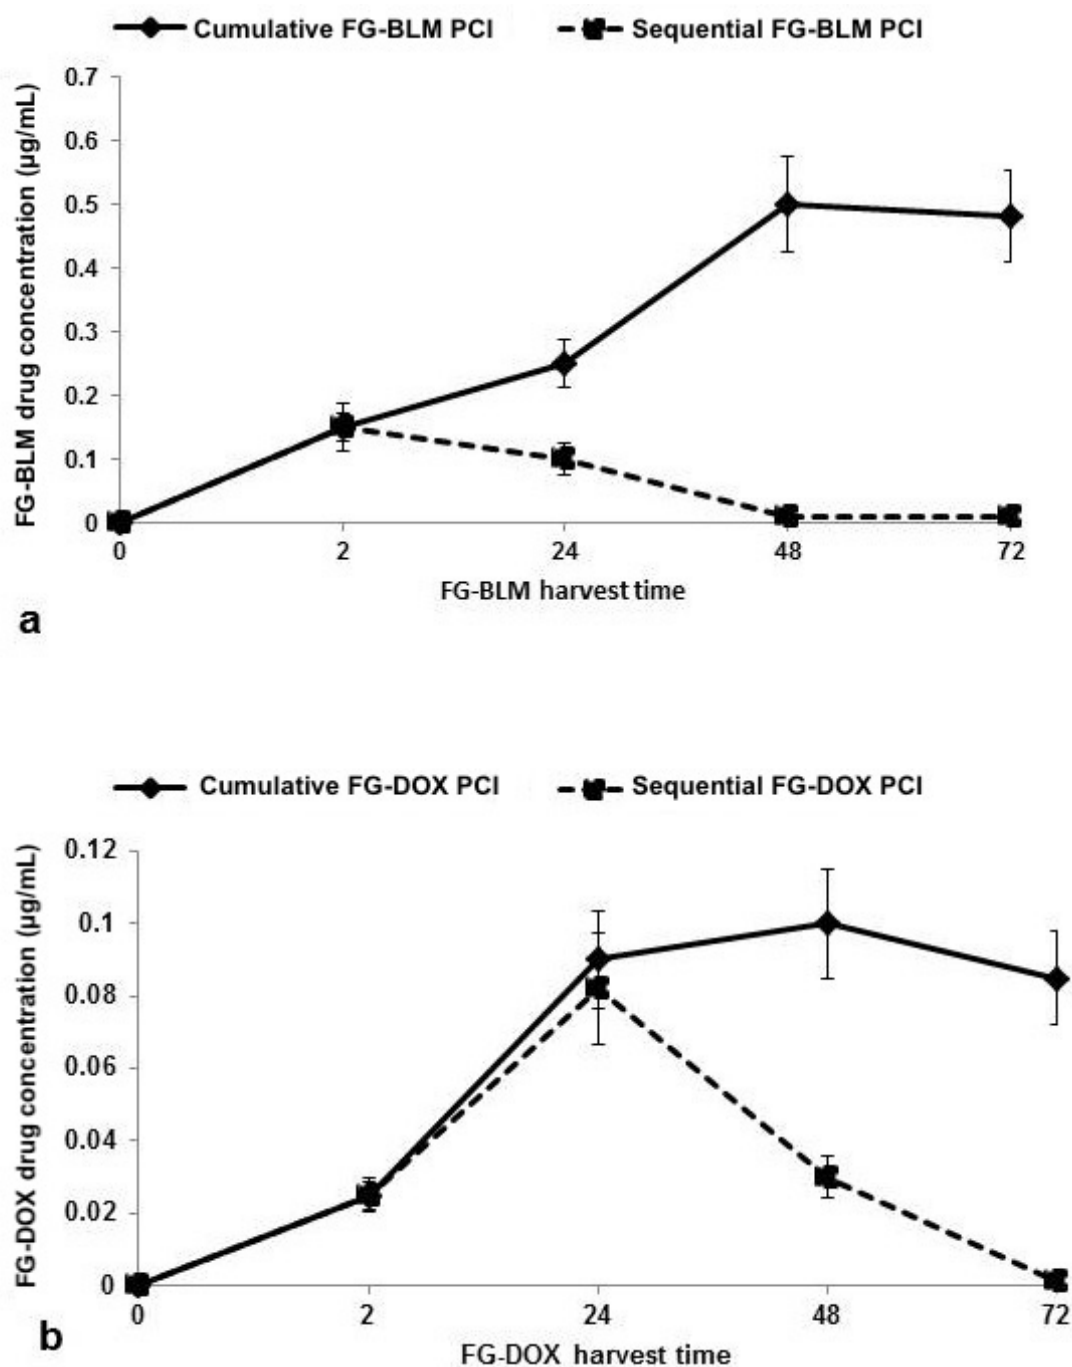 Cumulative FG-BLM PCI Sequential FG-BLM PCI
FG-BLM drug concentration (µg/mL)
0.7
0.6
0.5
0.4
0.3
0.2
0.1
0
0 2 24 48 72
FG-BLM harvest time
a
Cumulative FG-DOX PCI Sequential FG-DOX PCI
FG-DOX drug concentration (µg/mL)
0.12
0.1
0.08
0.06
0.04
0.02
0
0 2 24 48 72
FG-DOX harvest time
b